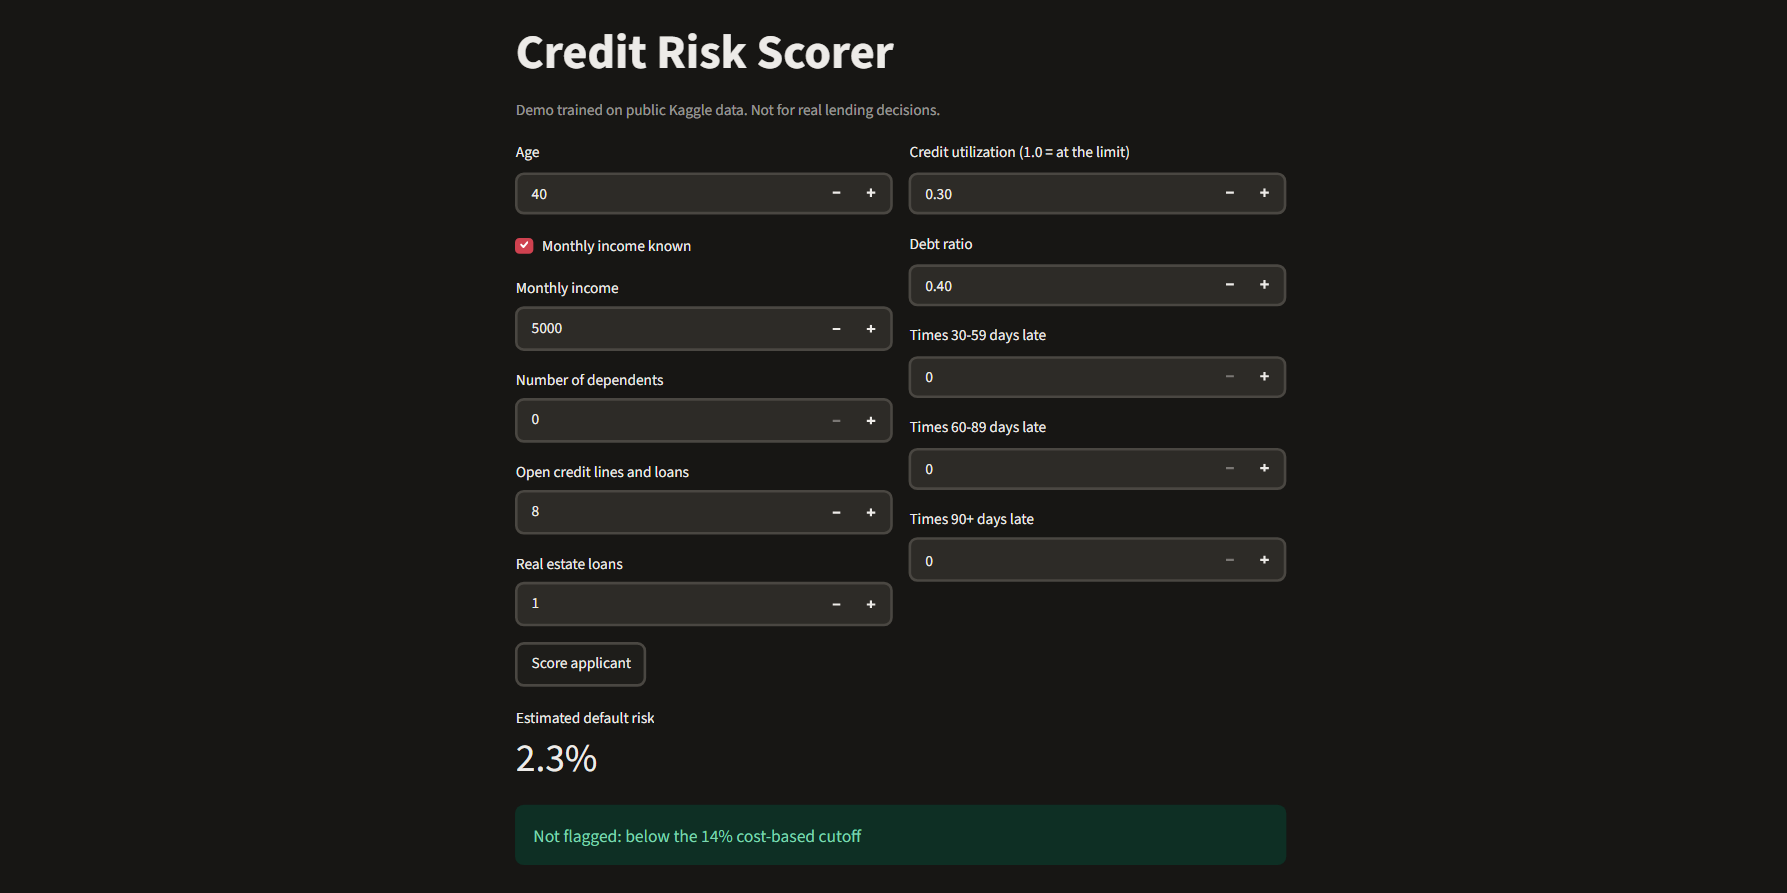 Credit Risk Scorer
Demo trained on public Kaggle data. Not for real lending decisions.
Age
40
Monthly income known
Monthly income
5000
Number of dependents
0
Open credit lines and loans
8
Real estate loans
1
Credit utilization (1.0 = at the limit)
0.30
Debt ratio
0.40
Times 30-59 days late
0
Times 60-89 days late
0
Times 90+ days late
0
Score applicant
Estimated default risk
2.3%
Not flagged: below the 14% cost-based cutoff